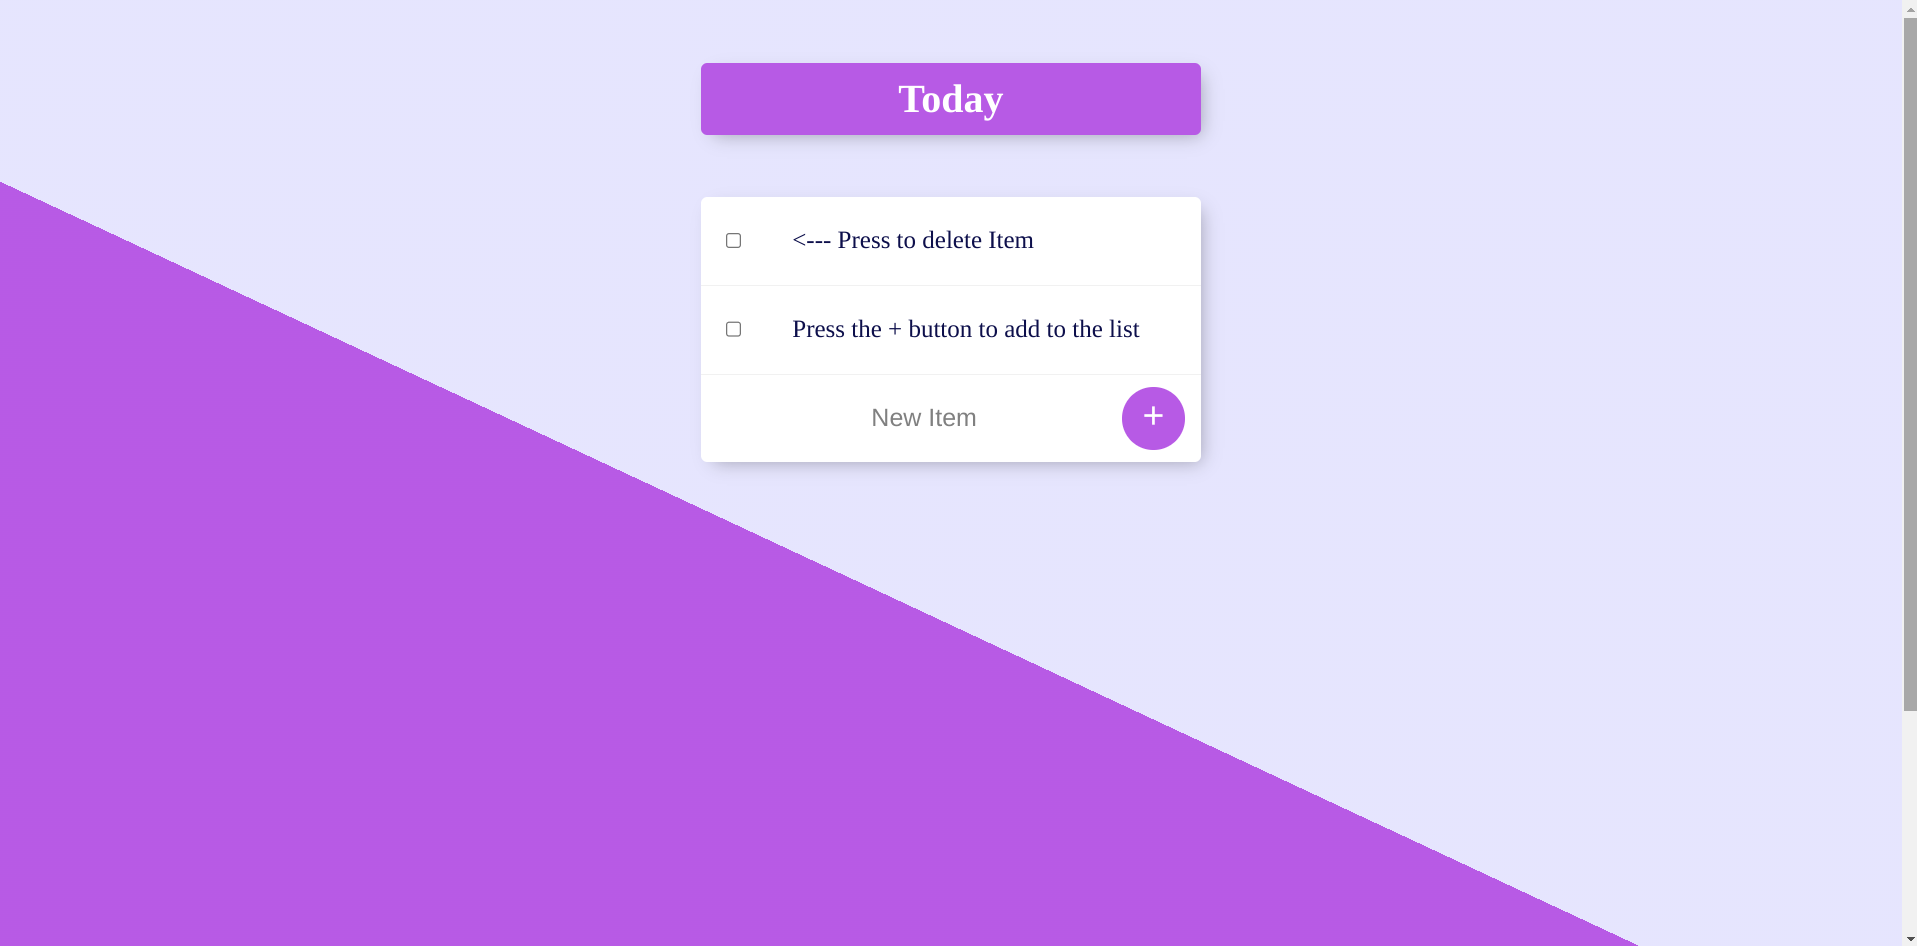 Today
<--- Press to delete Item
Press the + button to add to the list
New Item
+